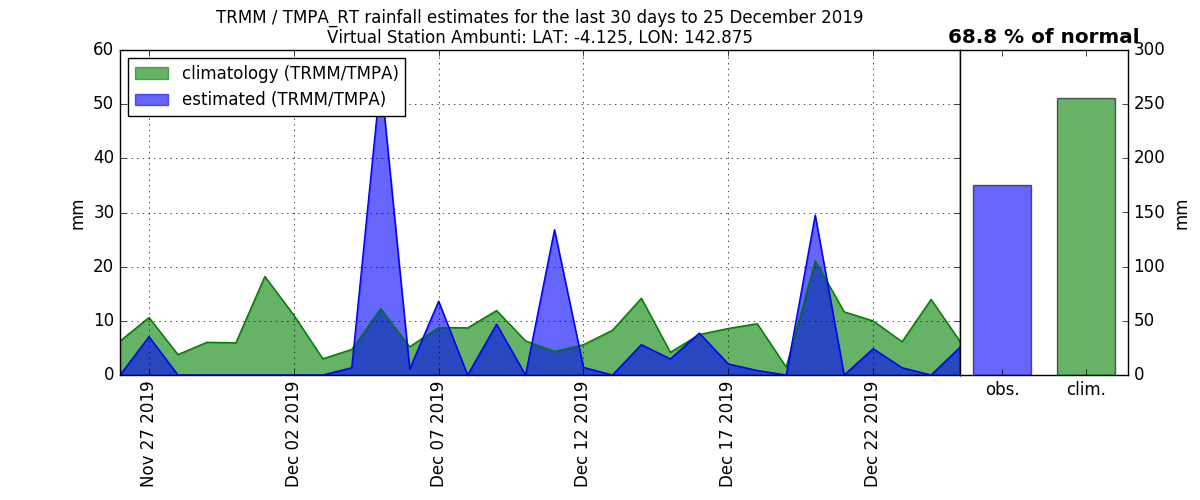 TRMM / TMPA_RT rainfall estimates for the last 30 days to 25 December 2019
Virtual Station Ambunti: LAT: -4.125, LON: 142.875
68.8 % of normal
climatology (TRMM/TMPA)
estimated (TRMM/TMPA)
60
50
40
30
20
10
0
mm
300
250
200
150
100
50
0
mm
Nov 27 2019
Dec 02 2019
Dec 07 2019
Dec 12 2019
Dec 17 2019
Dec 22 2019
obs.
clim.